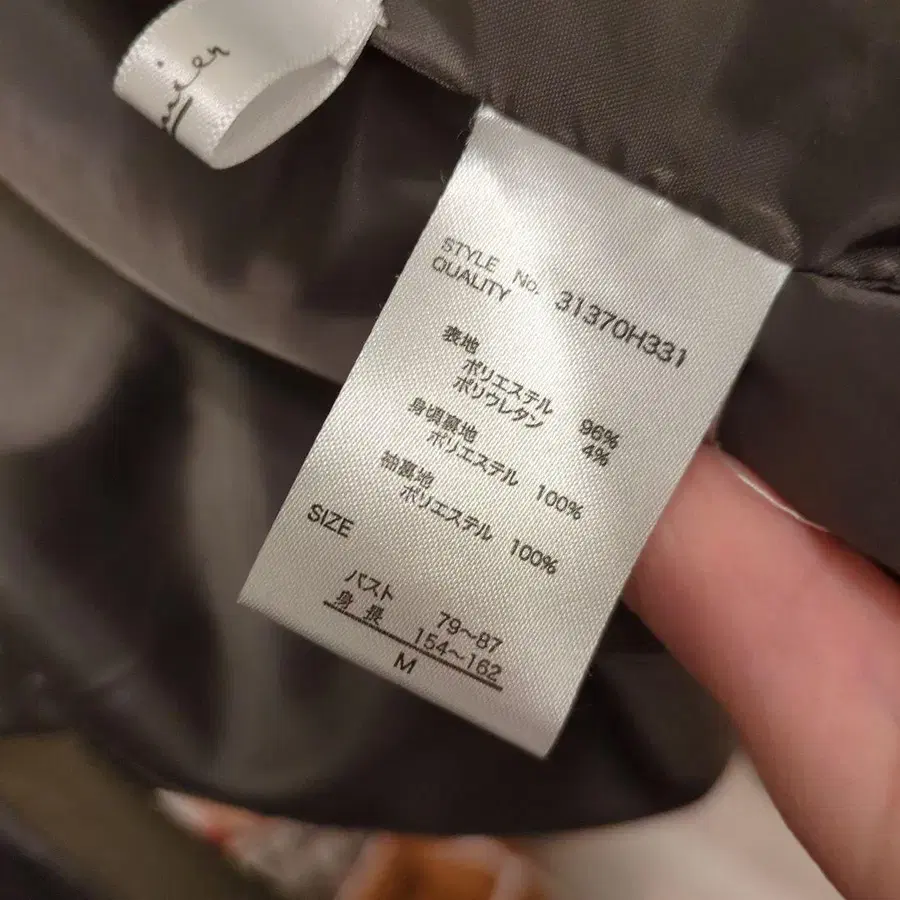 STYLE No. 31370H331
QUALITY
表地
ポリエステル 96%
ポリウレタン 4%
身頃裏地
ポリエステル 100%
袖裏地
ポリエステル 100%
SIZE
バスト 79～87
身長 154～162
M